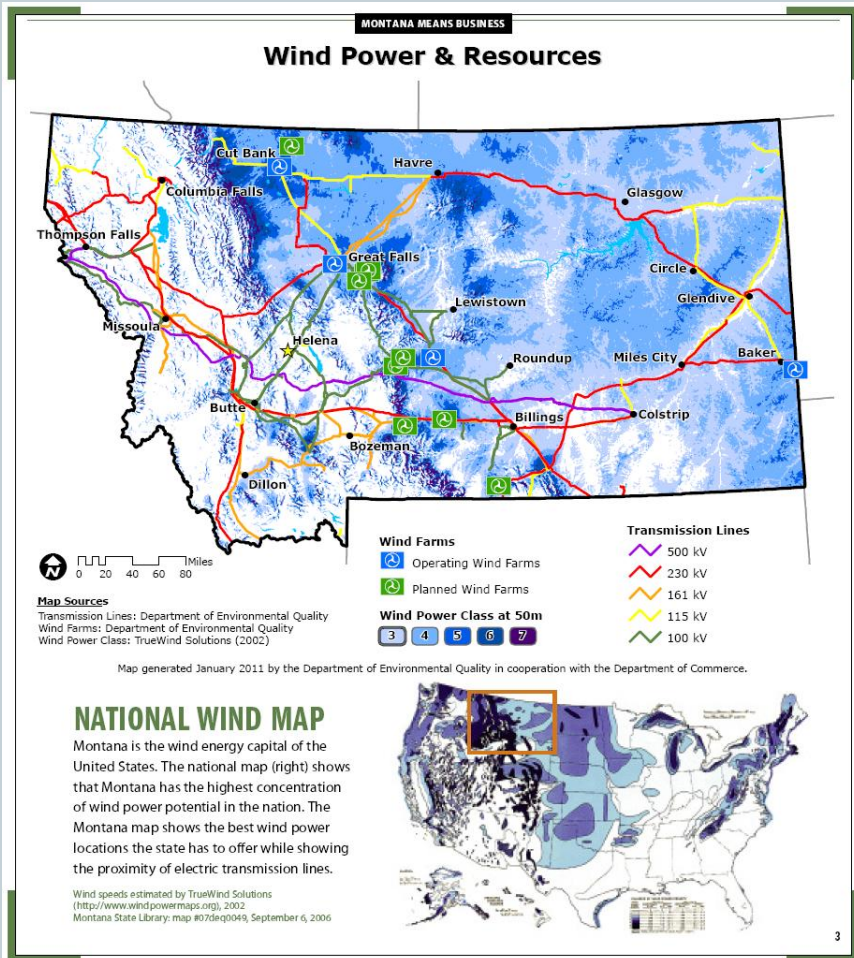 MONTANA MEANS BUSINESS
Wind Power & Resources
Cut Bank
Havre
Columbia Falls
Glasgow
Thompson Falls
Great Falls
Circle
Glendive
Lewistown
Missoula
Helena
Roundup
Miles City
Baker
Butte
Billings
Colstrip
Bozeman
Dillon
N
Miles
0 20 40 60 80
Wind Farms
Operating Wind Farms
Planned Wind Farms
Wind Power Class at 50m
3 4 5 6 7
Transmission Lines
500 kV
230 kV
161 kV
115 kV
100 kV
Map Sources
Transmission Lines: Department of Environmental Quality
Wind Farms: Department of Environmental Quality
Wind Power Class: TrueWind Solutions (2002)
Map generated January 2011 by the Department of Environmental Quality in cooperation with the Department of Commerce.
NATIONAL WIND MAP
Montana is the wind energy capital of the
United States. The national map (right) shows
that Montana has the highest concentration
of wind power potential in the nation. The
Montana map shows the best wind power
locations the state has to offer while showing
the proximity of electric transmission lines.
Wind speeds estimated by TrueWind Solutions
(http://www.windpowermaps.org), 2002
Montana State Library: map #07deq0049, September 6, 2006
3